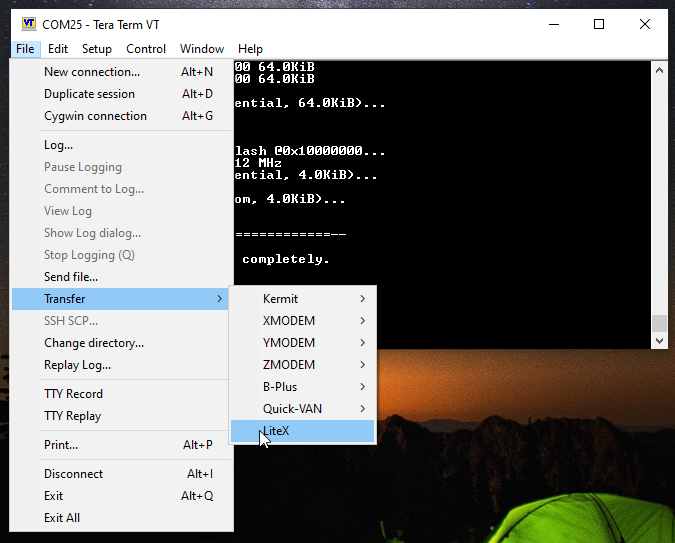 VT
COM25 - Tera Term VT
File Edit Setup Control Window Help
New connection... Alt+N
Duplicate session Alt+D
Cygwin connection Alt+G
Log...
Pause Logging
Comment to Log...
View Log
Show Log dialog...
Stop Logging (Q)
Send file...
Transfer
SSH SCP...
Change directory...
Replay Log...
TTY Record
TTY Replay
Print... Alt+P
Disconnect Alt+I
Exit Alt+Q
Exit All
00 64.0KiB
00 64.0KiB
ential, 64.0KiB)...
lash @0x10000000...
12 MHz
ential, 4.0KiB)...
om, 4.0KiB)...
=============--
completely.
Kermit
XMODEM
YMODEM
ZMODEM
B-Plus
Quick-VAN
LiteX